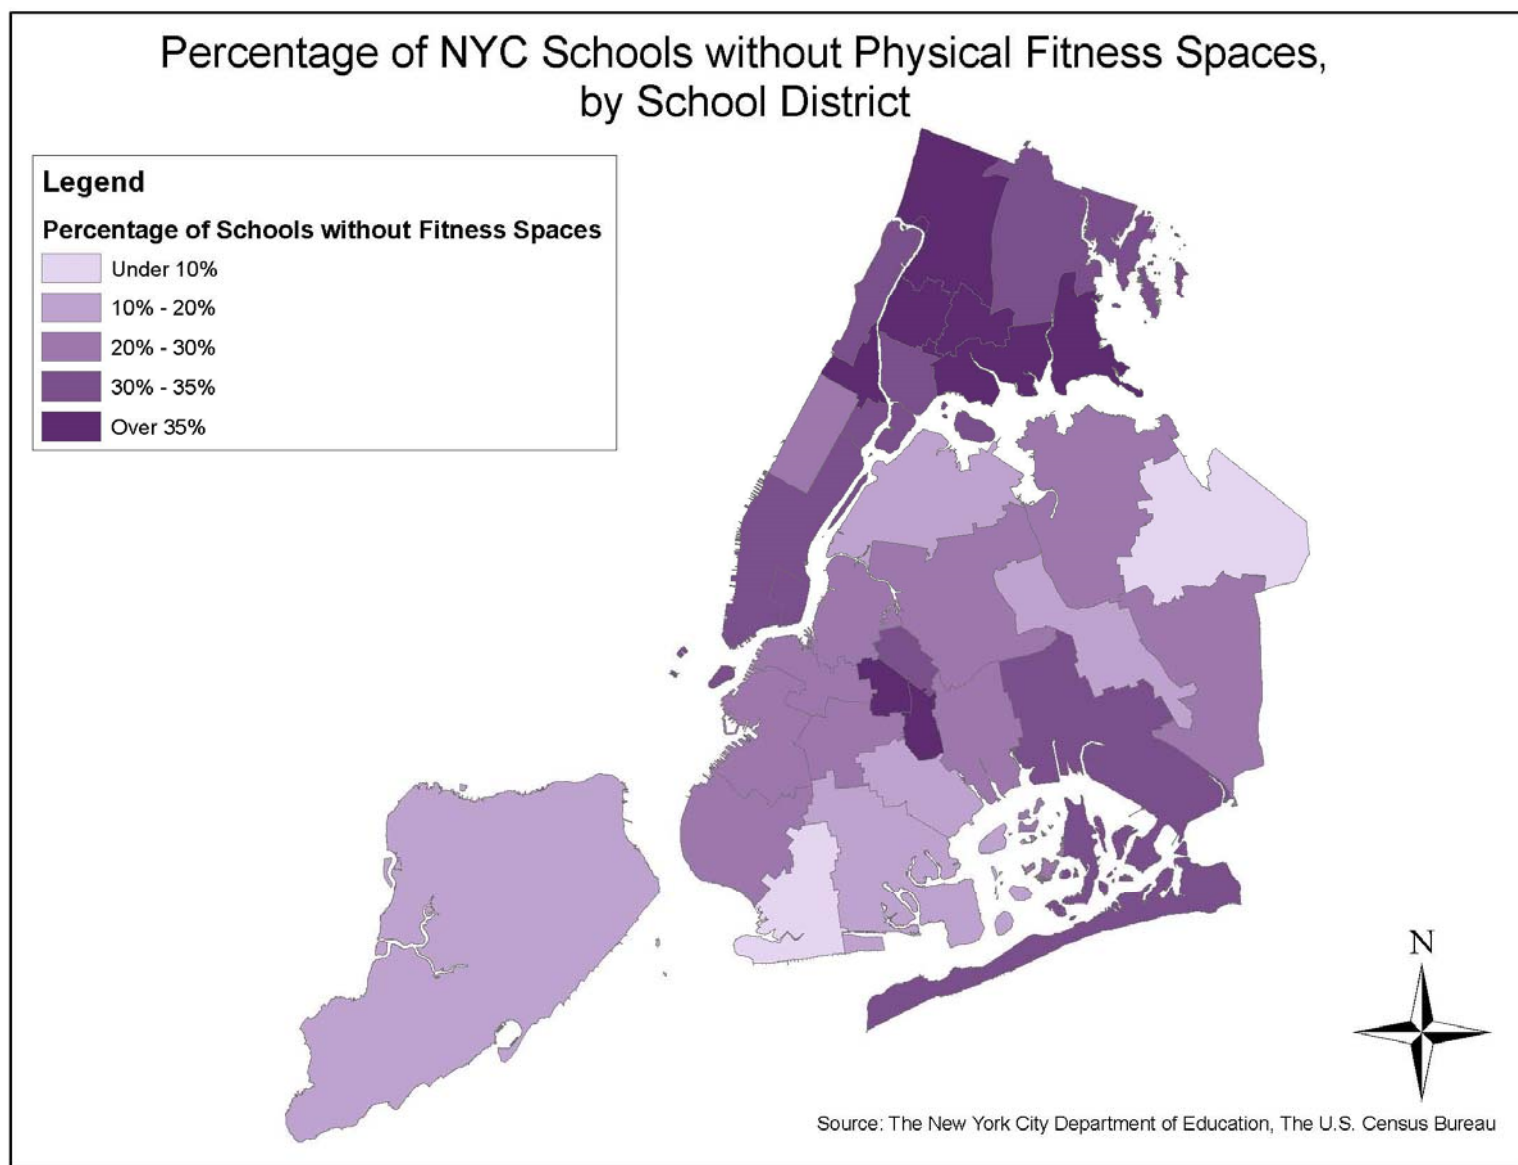 Percentage of NYC Schools without Physical Fitness Spaces,
by School District
Legend
Percentage of Schools without Fitness Spaces
Under 10%
10% - 20%
20% - 30%
30% - 35%
Over 35%
N
Source: The New York City Department of Education, The U.S. Census Bureau